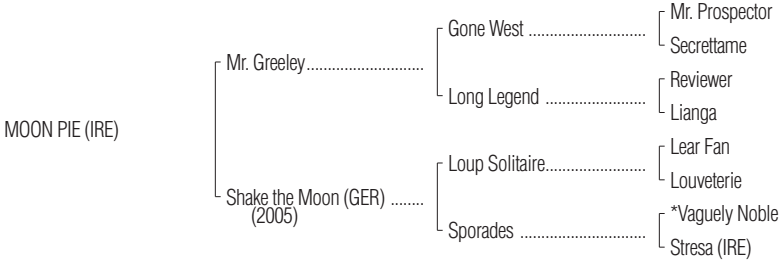 Mr. Prospector
Gone West ............................
Secrettame
Mr. Greeley............................
Reviewer
Long Legend ........................
Lianga
MOON PIE (IRE)
Lear Fan
Loup Solitaire........................
Louveterie
Shake the Moon (GER) ........
(2005)
*Vaguely Noble
Sporades ..............................
Stresa (IRE)